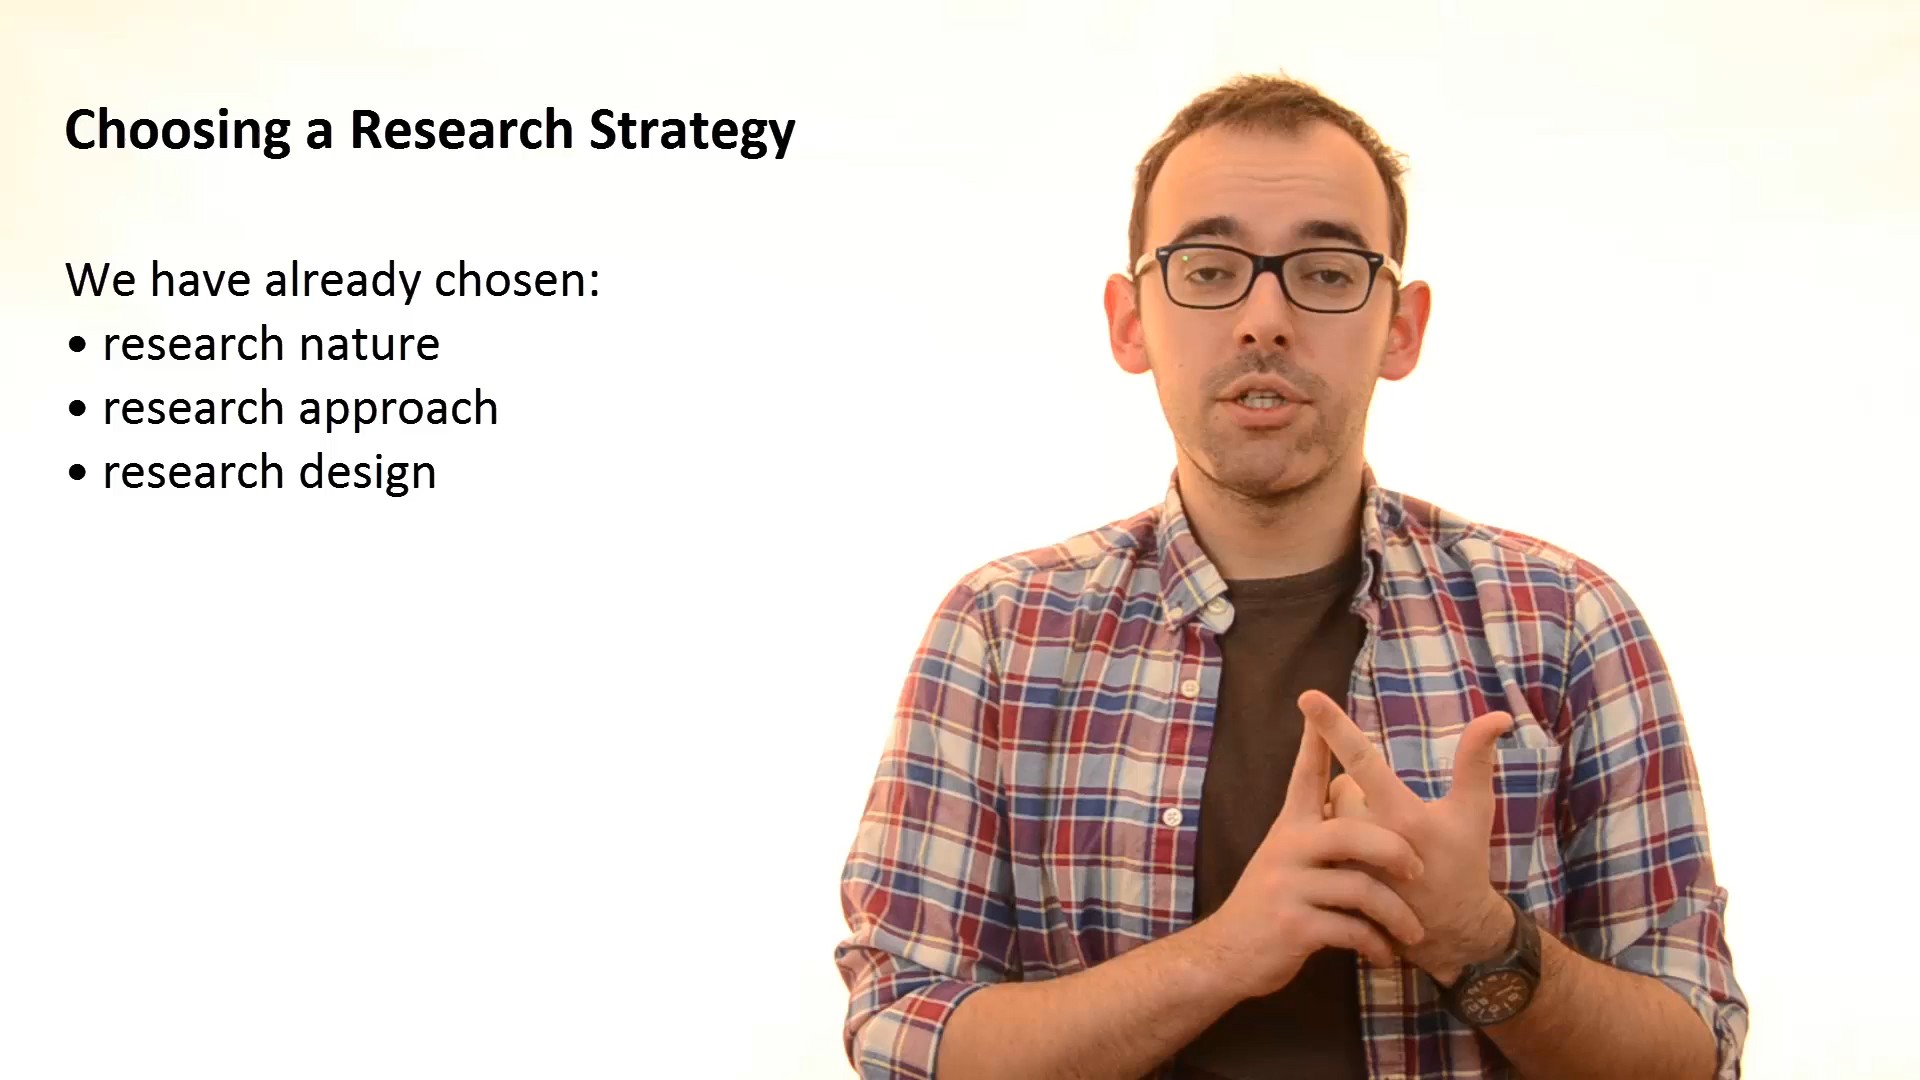 Choosing a Research Strategy
We have already chosen:
• research nature
• research approach
• research design